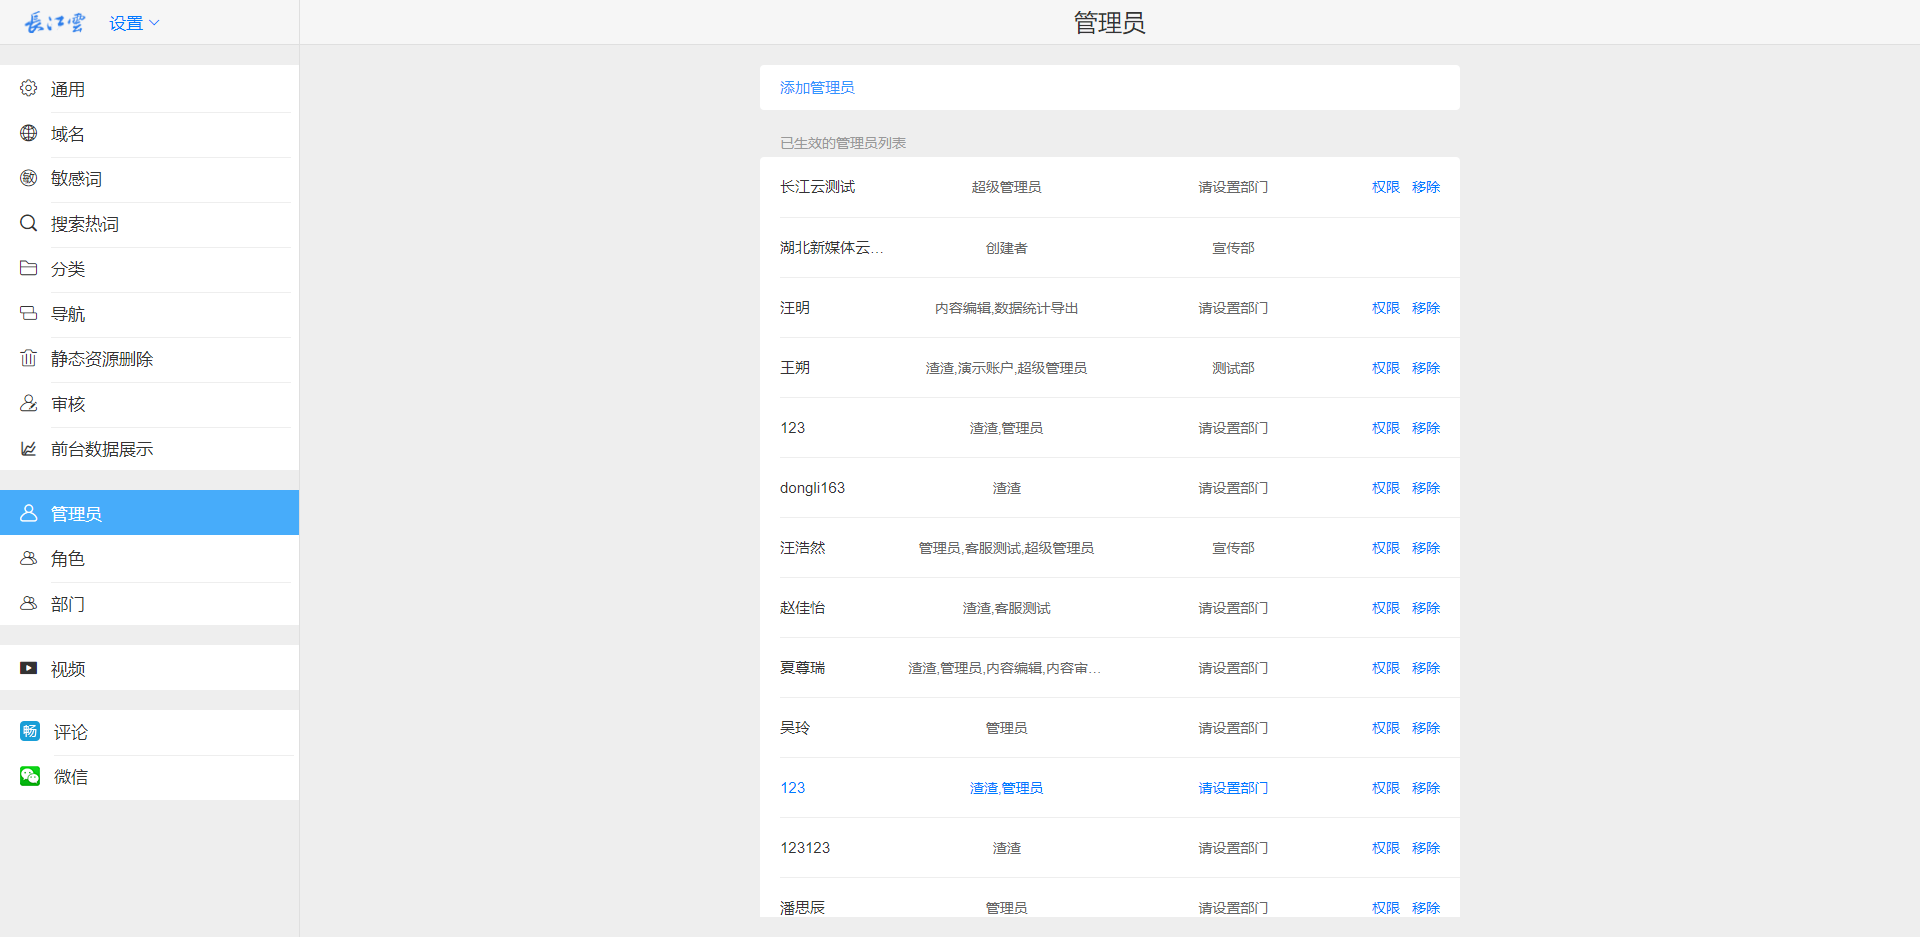 長江雲 设置
管理员
通用
域名
敏 敏感词
搜索热词
分类
导航
静态资源删除
审核
前台数据展示
管理员
角色
部门
视频
畅 评论
微信
添加管理员
已生效的管理员列表
长江云测试 超级管理员 请设置部门 权限 移除
湖北新媒体云... 创建者 宣传部
汪明 内容编辑,数据统计导出 请设置部门 权限 移除
王朔 渣渣,演示账户,超级管理员 测试部 权限 移除
123 渣渣,管理员 请设置部门 权限 移除
dongli163 渣渣 请设置部门 权限 移除
汪浩然 管理员,客服测试,超级管理员 宣传部 权限 移除
赵佳怡 渣渣,客服测试 请设置部门 权限 移除
夏尊瑞 渣渣,管理员,内容编辑,内容审... 请设置部门 权限 移除
吴玲 管理员 请设置部门 权限 移除
123 渣渣,管理员 请设置部门 权限 移除
123123 渣渣 请设置部门 权限 移除
潘思辰 管理员 请设置部门 权限 移除